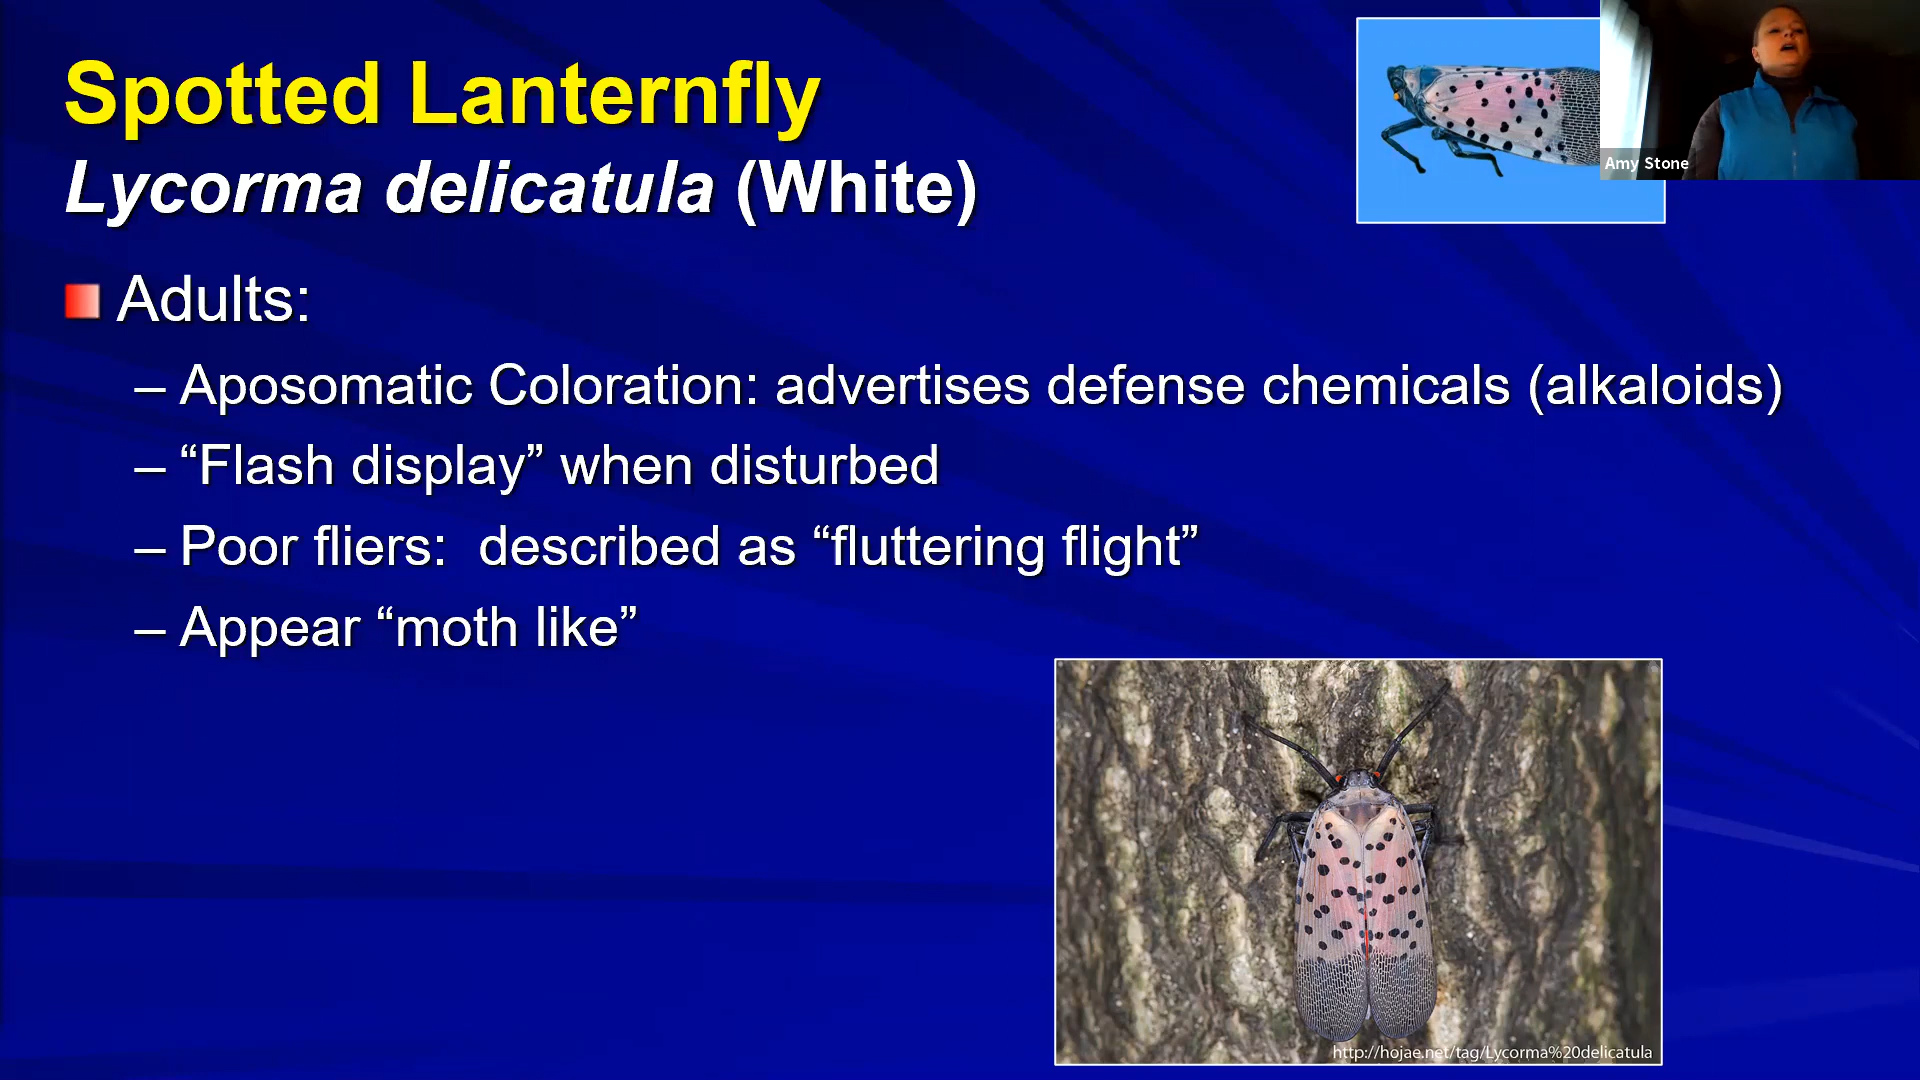 Spotted Lanternfly
Lycorma delicatula (White)
Amy Stone
Adults:
– Aposomatic Coloration: advertises defense chemicals (alkaloids)
– “Flash display” when disturbed
– Poor fliers:  described as “fluttering flight”
– Appear “moth like”
http://hojae.net/tag/Lycorma%20delicatula